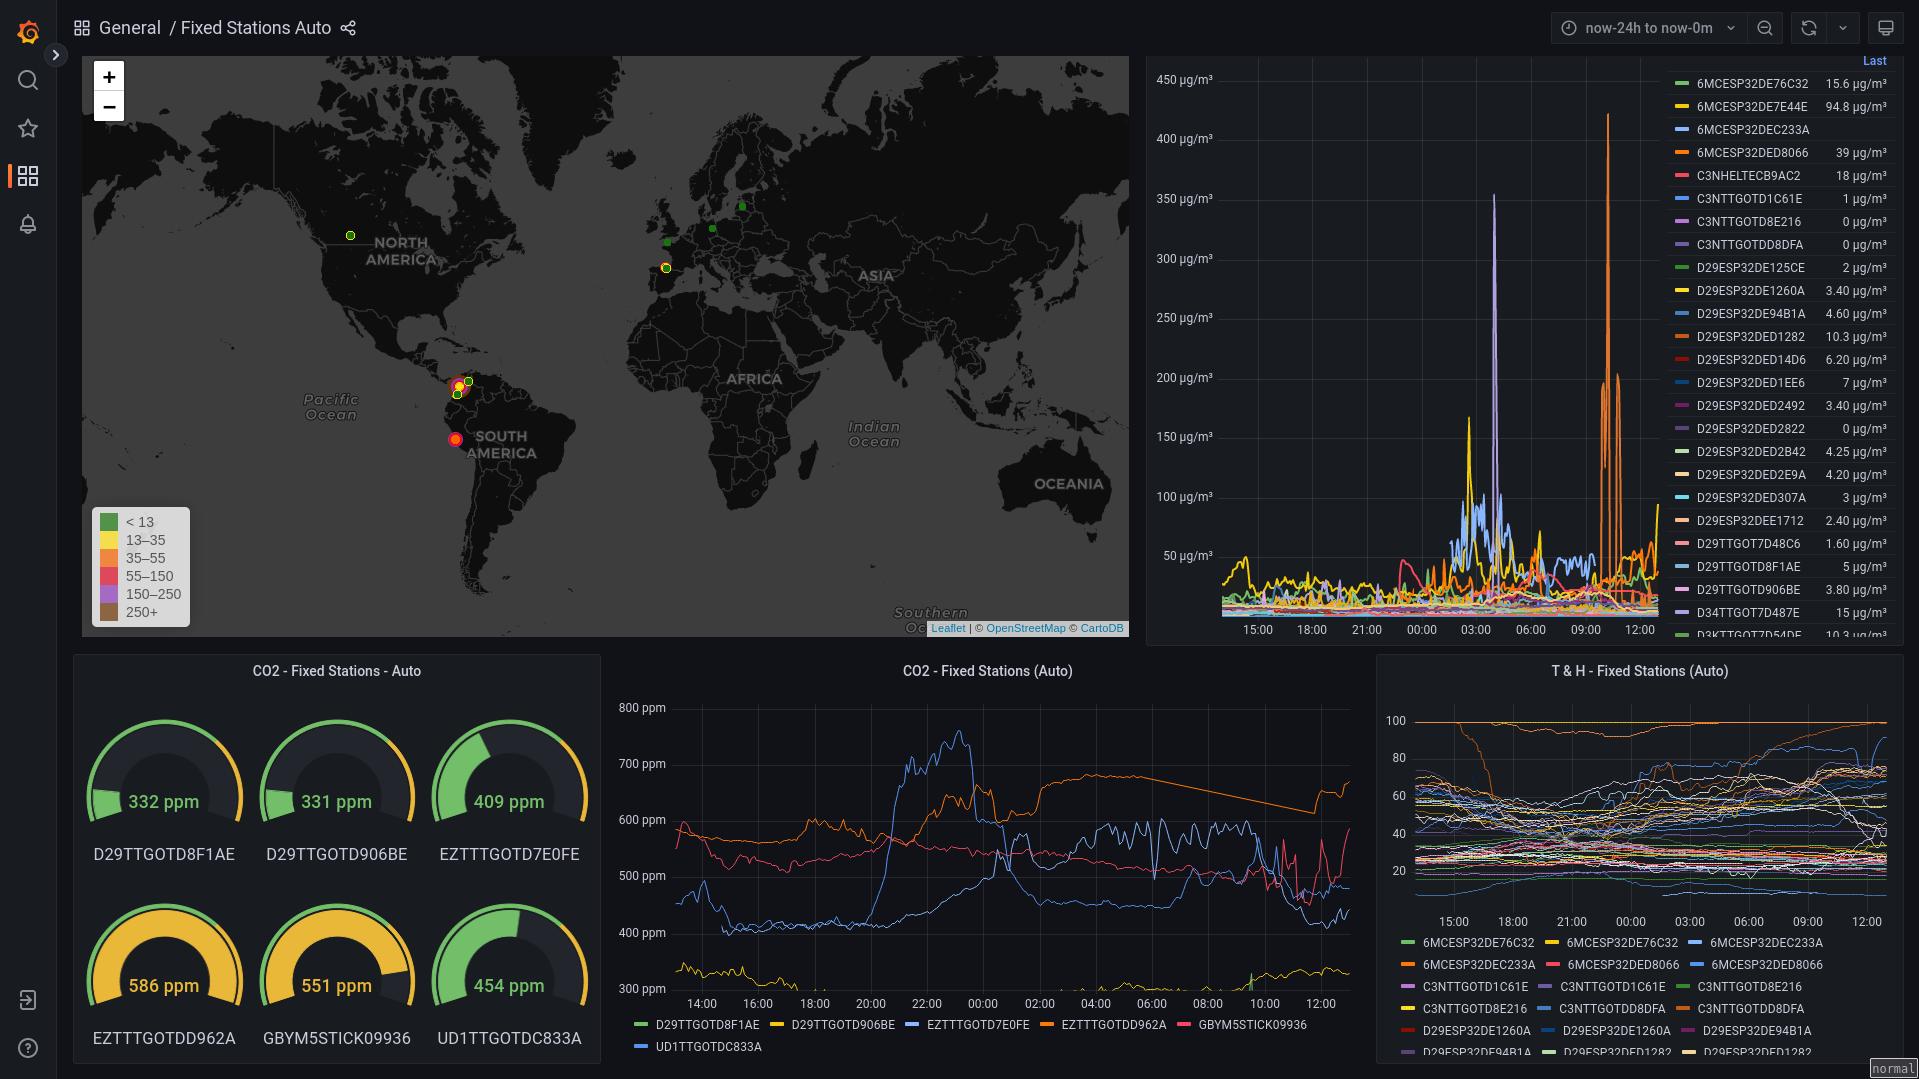 General / Fixed Stations Auto
now-24h to now-0m
+
−
NORTH
AMERICA
ASIA
AFRICA
Pacific
Ocean
SOUTH
AMERICA
Indian
Ocean
OCEANIA
Southern
Oc
< 13
13–35
35–55
55–150
150–250
250+
Leaflet | © OpenStreetMap © CartoDB
450 µg/m³
400 µg/m³
350 µg/m³
300 µg/m³
250 µg/m³
200 µg/m³
150 µg/m³
100 µg/m³
50 µg/m³
15:00 18:00 21:00 00:00 03:00 06:00 09:00 12:00
Last
6MCESP32DE76C32 15.6 µg/m³
6MCESP32DE7E44E 94.8 µg/m³
6MCESP32DEC233A
6MCESP32DED8066 39 µg/m³
C3NHELTECB9AC2 18 µg/m³
C3NTTGOTD1C61E 1 µg/m³
C3NTTGOTD8E216 0 µg/m³
C3NTTGOTDD8DFA 0 µg/m³
D29ESP32DE125CE 2 µg/m³
D29ESP32DE1260A 3.40 µg/m³
D29ESP32DE94B1A 4.60 µg/m³
D29ESP32DED1282 10.3 µg/m³
D29ESP32DED14D6 6.20 µg/m³
D29ESP32DED1EE6 7 µg/m³
D29ESP32DED2492 3.40 µg/m³
D29ESP32DED2822 0 µg/m³
D29ESP32DED2B42 4.25 µg/m³
D29ESP32DED2E9A 4.20 µg/m³
D29ESP32DED307A 3 µg/m³
D29ESP32DEE1712 2.40 µg/m³
D29TTGOT7D48C6 1.60 µg/m³
D29TTGOTD8F1AE 5 µg/m³
D29TTGOTD906BE 3.80 µg/m³
D34TTGOT7D487E 15 µg/m³
D3KTTGOT7D54DE 10.3 µg/m³
CO2 - Fixed Stations - Auto
332 ppm 331 ppm 409 ppm
D29TTGOTD8F1AE D29TTGOTD906BE EZTTTGOTD7E0FE
586 ppm 551 ppm 454 ppm
EZTTTGOTDD962A GBYM5STICK09936 UD1TTGOTDC833A
CO2 - Fixed Stations (Auto)
800 ppm
700 ppm
600 ppm
500 ppm
400 ppm
300 ppm
14:00 16:00 18:00 20:00 22:00 00:00 02:00 04:00 06:00 08:00 10:00 12:00
D29TTGOTD8F1AE D29TTGOTD906BE EZTTTGOTD7E0FE EZTTTGOTDD962A GBYM5STICK09936
UD1TTGOTDC833A
T & H - Fixed Stations (Auto)
100
80
60
40
20
15:00 18:00 21:00 00:00 03:00 06:00 09:00 12:00
6MCESP32DE76C32 6MCESP32DE76C32 6MCESP32DEC233A
6MCESP32DEC233A 6MCESP32DED8066 6MCESP32DED8066
C3NTTGOTD1C61E C3NTTGOTD1C61E C3NTTGOTD8E216
C3NTTGOTD8E216 C3NTTGOTDD8DFA C3NTTGOTDD8DFA
D29ESP32DE1260A D29ESP32DE1260A D29ESP32DE94B1A
D29ESP32DE94B1A D29ESP32DED1282 D29ESP32DED1282
normal